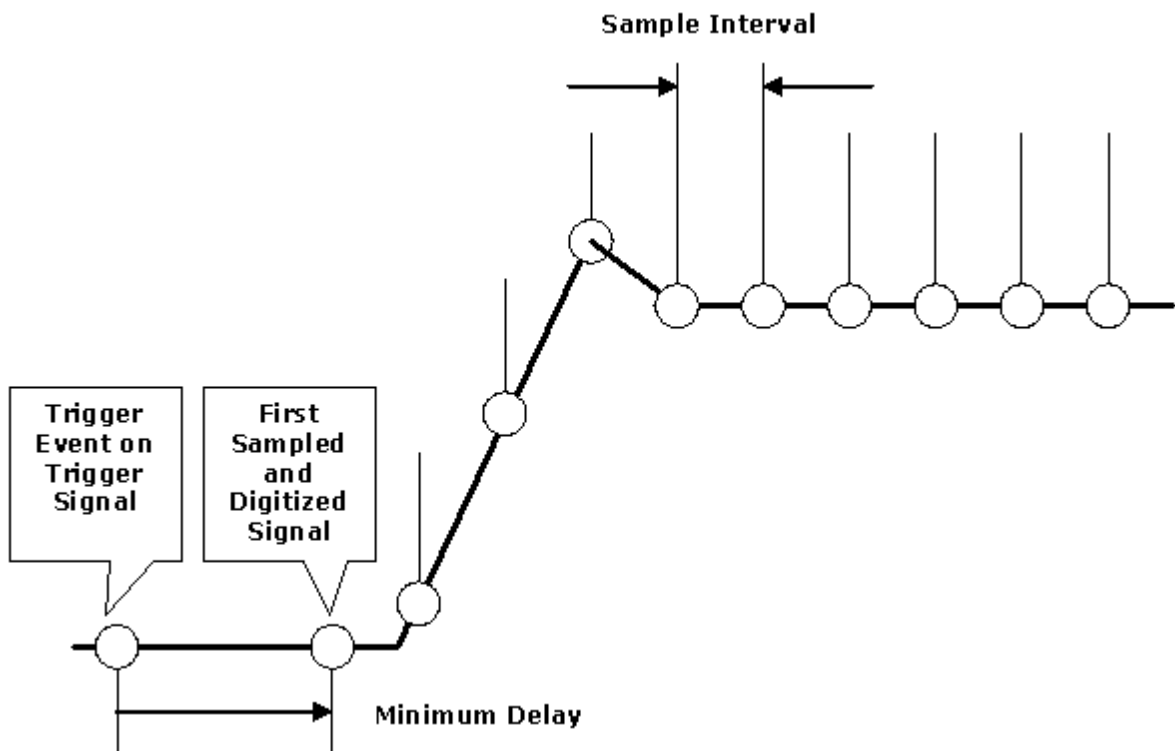 Sample Interval
Trigger
Event on
Trigger
Signal
First
Sampled
and
Digitized
Signal
Minimum Delay